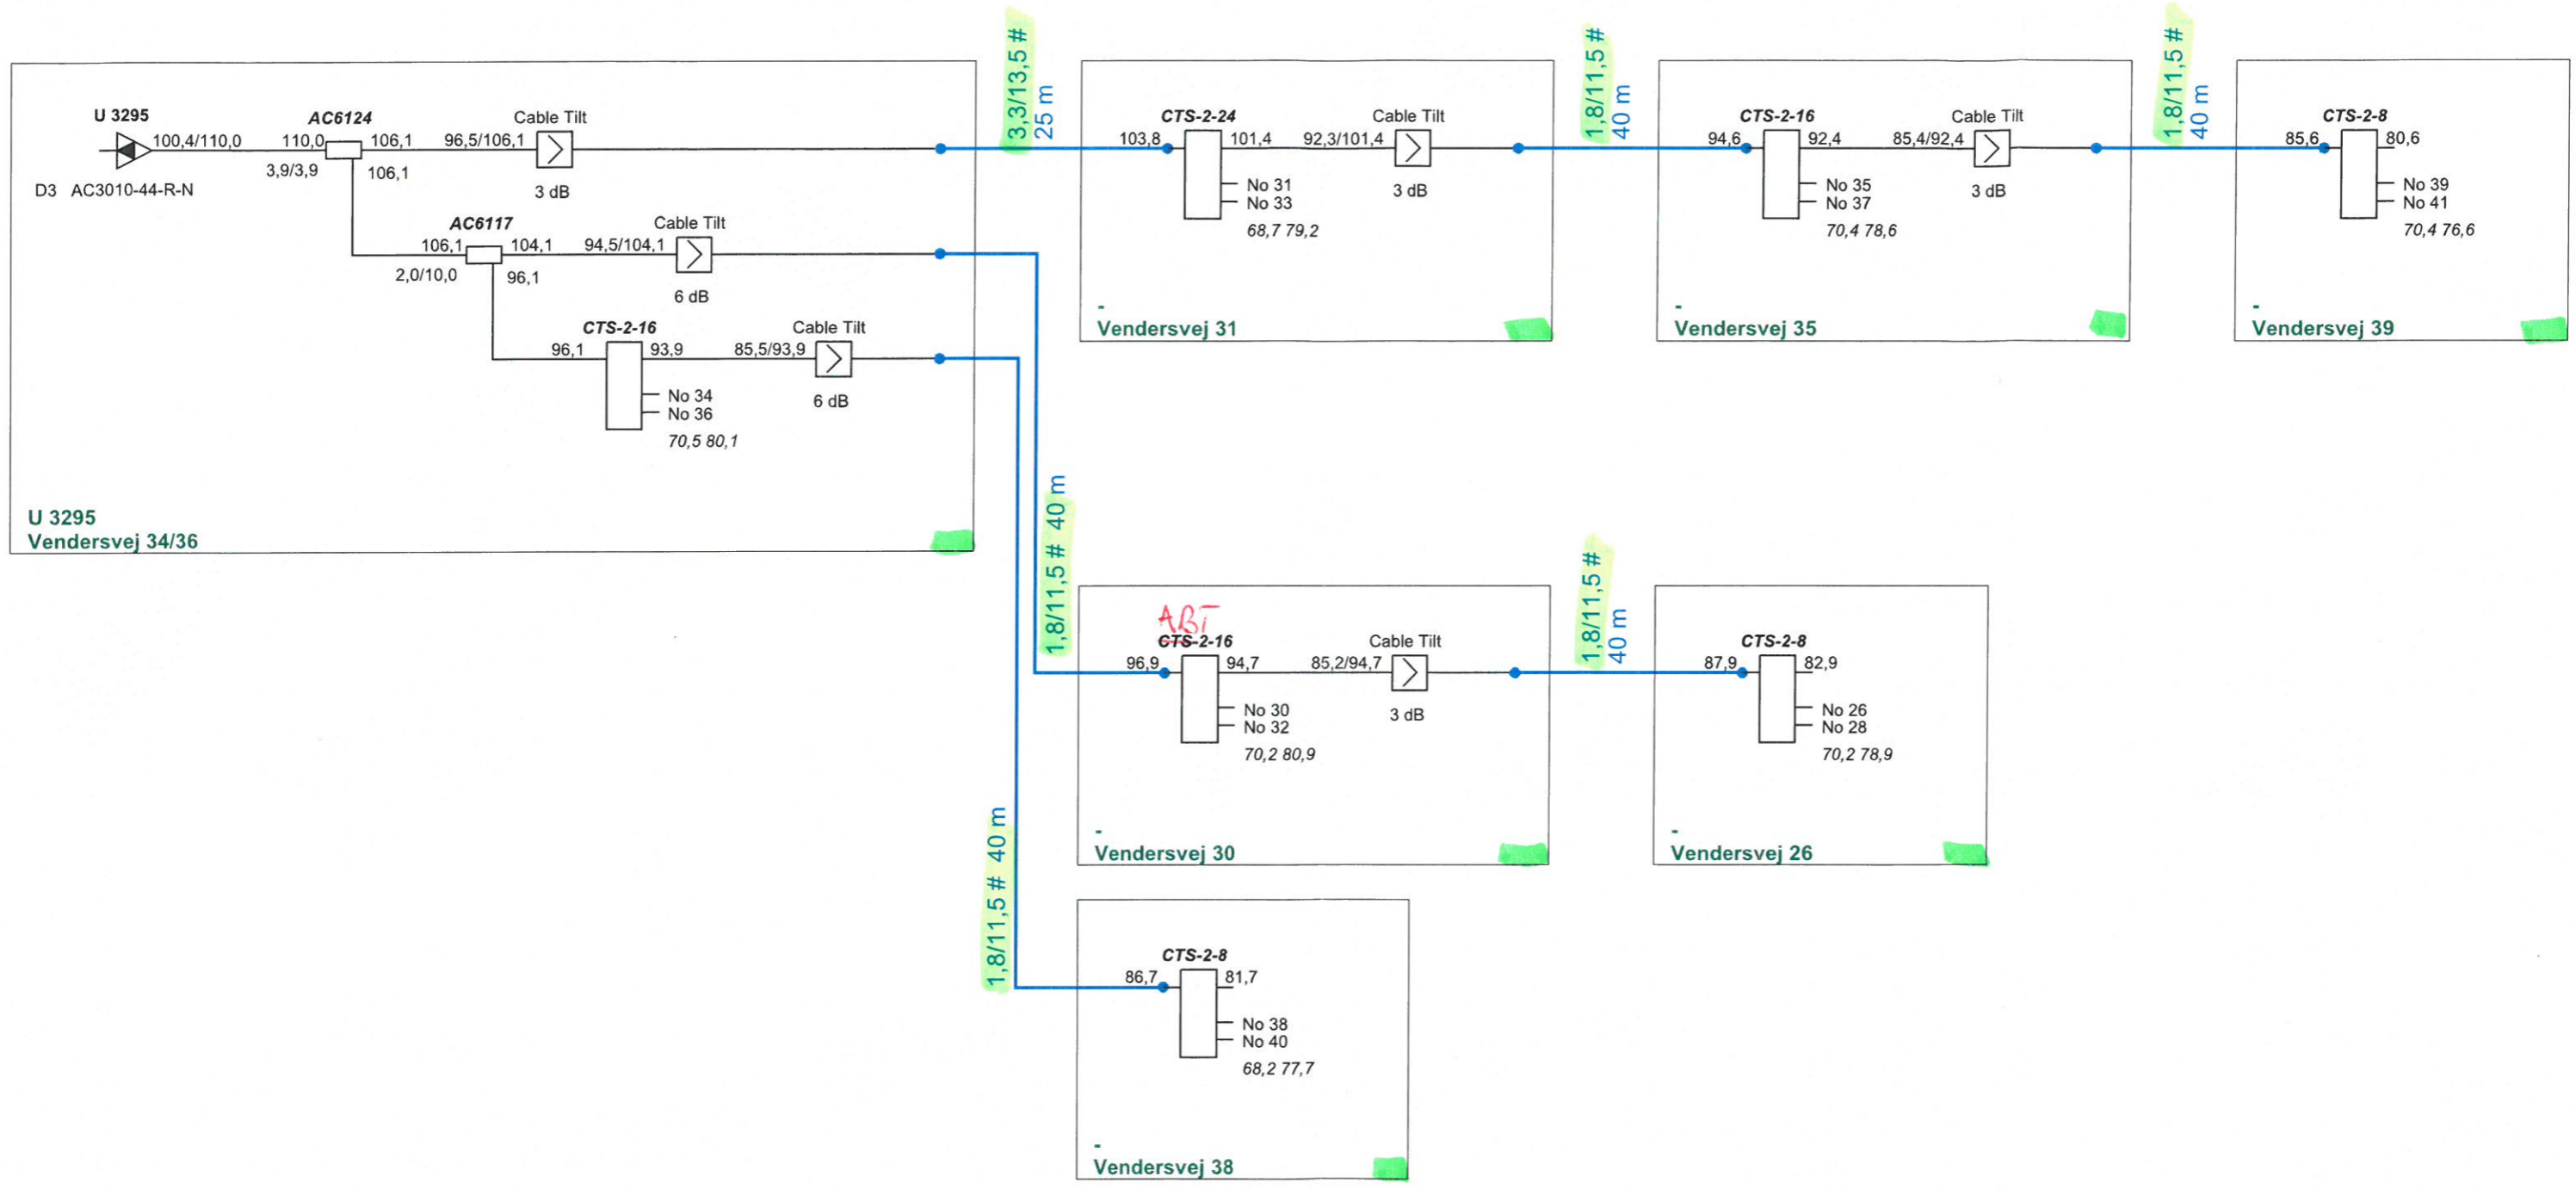 U 3295
100,4/110,0
D3 AC3010-44-R-N
AC6124
110,0
106,1
3,9/3,9
106,1
96,5/106,1
Cable Tilt
3 dB
AC6117
106,1
104,1
2,0/10,0
96,1
94,5/104,1
Cable Tilt
6 dB
CTS-2-16
96,1
93,9
No 34
No 36
70,5 80,1
85,5/93,9
Cable Tilt
6 dB
U 3295
Vendersvej 34/36
3,3/13,5 #
25 m
CTS-2-24
103,8
101,4
No 31
No 33
68,7 79,2
92,3/101,4
Cable Tilt
3 dB
-
Vendersvej 31
1,8/11,5 #
40 m
CTS-2-16
94,6
92,4
No 35
No 37
70,4 78,6
85,4/92,4
Cable Tilt
3 dB
-
Vendersvej 35
1,8/11,5 #
40 m
CTS-2-8
85,6
80,6
No 39
No 41
70,4 76,6
-
Vendersvej 39
1,8/11,5 # 40 m
ABT
CTS-2-16
96,9
94,7
No 30
No 32
70,2 80,9
85,2/94,7
Cable Tilt
3 dB
-
Vendersvej 30
1,8/11,5 #
40 m
CTS-2-8
87,9
82,9
No 26
No 28
70,2 78,9
-
Vendersvej 26
1,8/11,5 # 40 m
CTS-2-8
86,7
81,7
No 38
No 40
68,2 77,7
-
Vendersvej 38